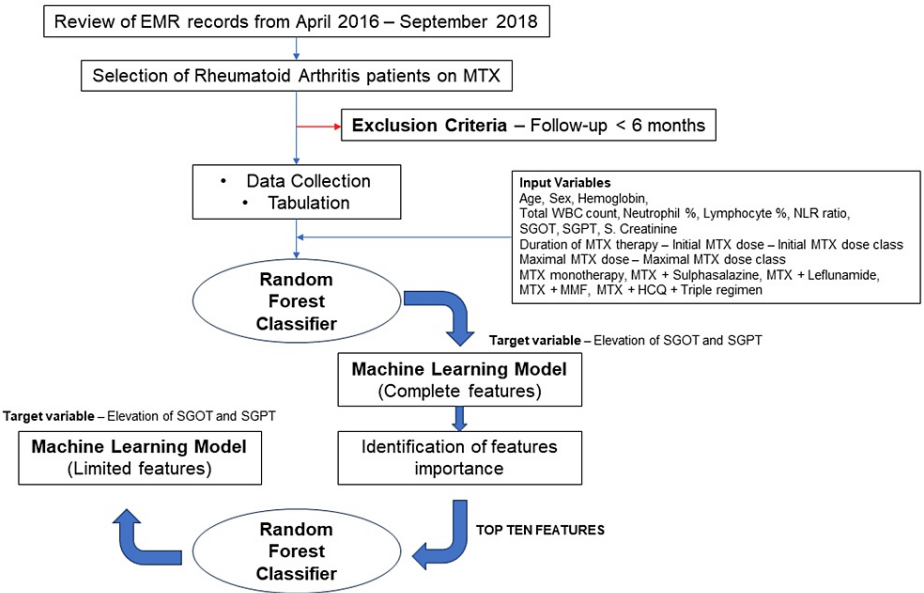 Review of EMR records from April 2016 – September 2018
Selection of Rheumatoid Arthritis patients on MTX
Exclusion Criteria – Follow-up < 6 months
• Data Collection
• Tabulation
Input Variables
Age, Sex, Hemoglobin,
Total WBC count, Neutrophil %, Lymphocyte %, NLR ratio,
SGOT, SGPT, S. Creatinine
Duration of MTX therapy – Initial MTX dose – Initial MTX dose class
Maximal MTX dose – Maximal MTX dose class
MTX monotherapy, MTX + Sulphasalazine, MTX + Leflunamide,
MTX + MMF, MTX + HCQ + Triple regimen
Random
Forest
Classifier
Target variable – Elevation of SGOT and SGPT
Machine Learning Model
(Complete features)
Identification of features
importance
TOP TEN FEATURES
Random
Forest
Classifier
Target variable – Elevation of SGOT and SGPT
Machine Learning Model
(Limited features)